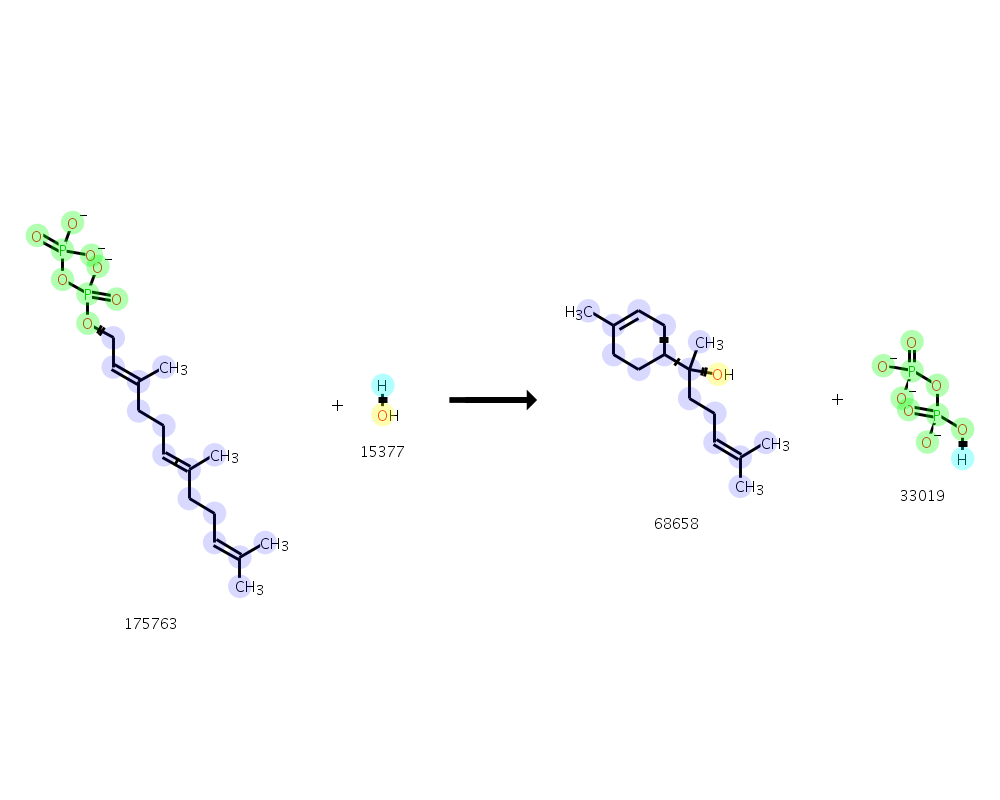 O O⁻
P O⁻
O⁻
O P O
O
CH₃
CH₃
CH₃
CH₃
175763
+
H
OH
15377
H₃C
CH₃
OH
CH₃
CH₃
68658
+
O
O⁻ P
O⁻ O
O P
O⁻ O
H
33019